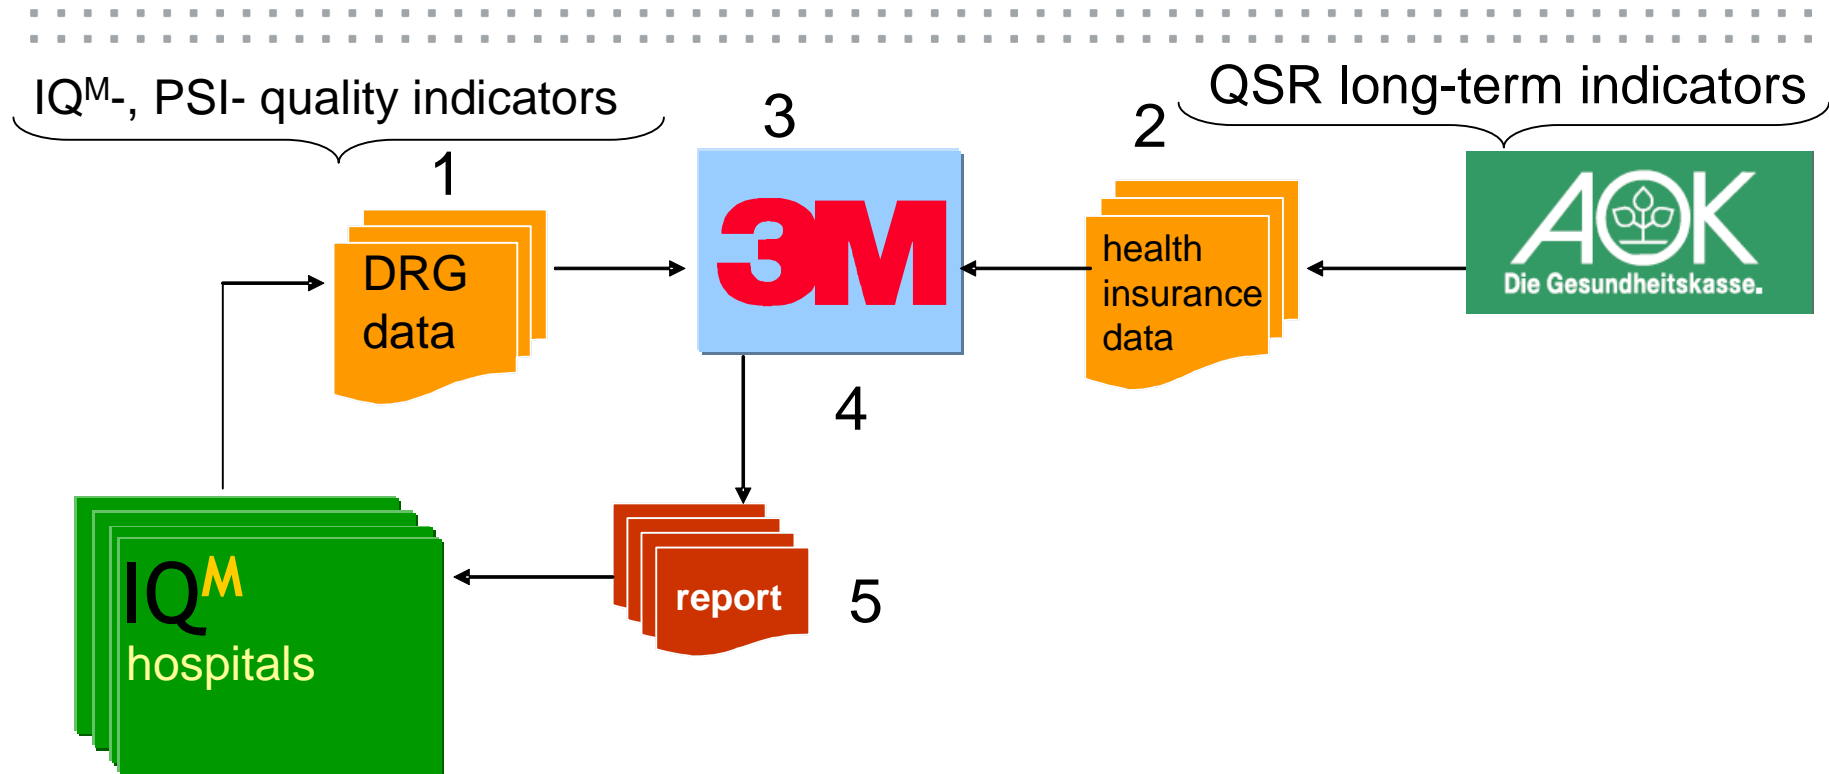 IQM-, PSI- quality indicators
QSR long-term indicators
1
3
2
DRG
data
3M
health
insurance
data
AOK
Die Gesundheitskasse.
4
IQM
hospitals
report
5